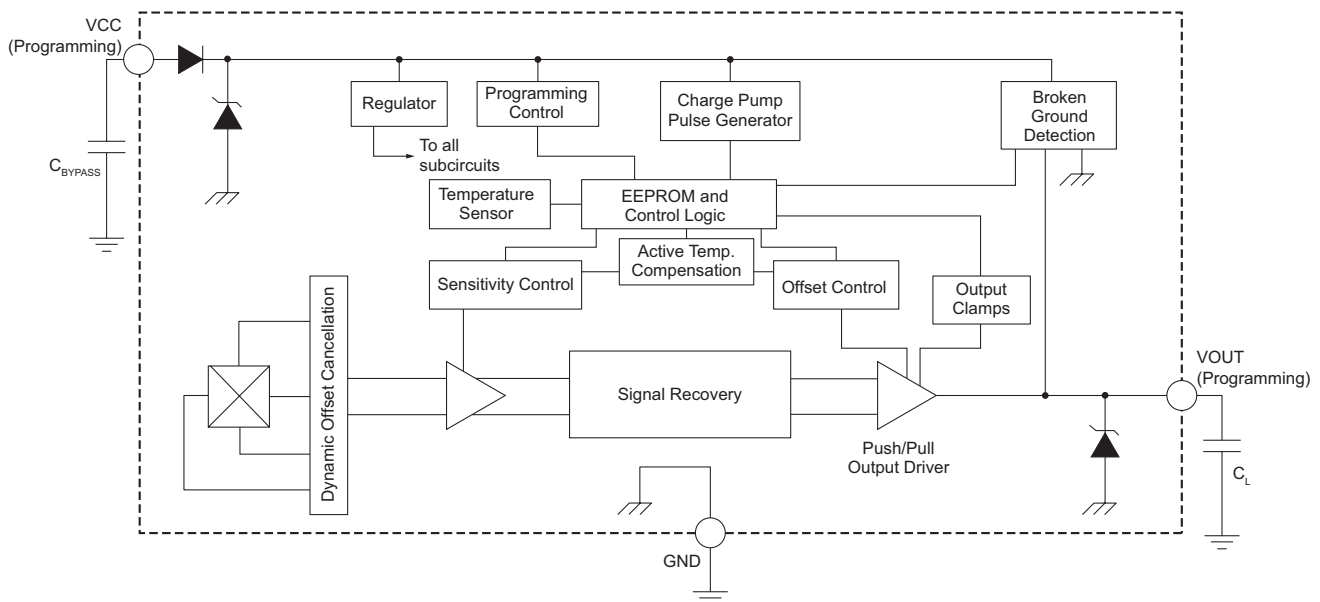 VCC
(Programming)
Regulator
Programming
Control
Charge Pump
Pulse Generator
Broken
Ground
Detection
To all
subcircuits
C_BYPASS
Temperature
Sensor
EEPROM and
Control Logic
Active Temp.
Compensation
Sensitivity Control
Offset Control
Output
Clamps
Dynamic Offset Cancellation
Signal Recovery
VOUT
(Programming)
Push/Pull
Output Driver
C_L
GND